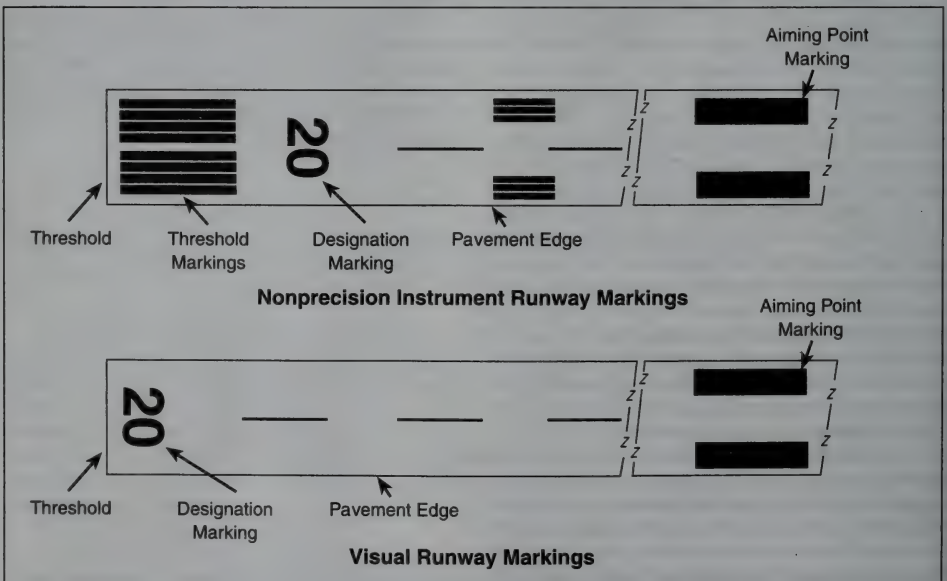 Aiming Point
Marking
20
Threshold
Threshold
Markings
Designation
Marking
Pavement Edge
Nonprecision Instrument Runway Markings
Aiming Point
Marking
20
Threshold
Designation
Marking
Pavement Edge
Visual Runway Markings